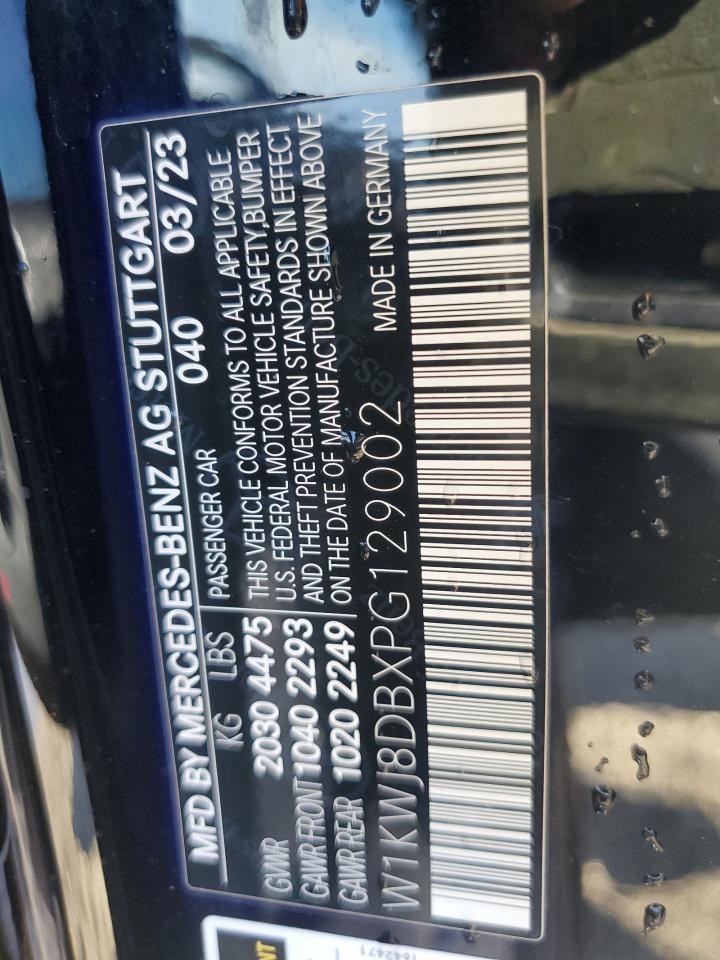 MFD BY MERCEDES-BENZ AG STUTTGART
KG LBS PASSENGER CAR 040 03/23
GWR 2030 4475 THIS VEHICLE CONFORMS TO ALL APPLICABLE
GAWR FRONT 1040 2293 U.S. FEDERAL MOTOR VEHICLE SAFETY, BUMPER
GAWR REAR 1020 2249 AND THEFT PREVENTION STANDARDS IN EFFECT
ON THE DATE OF MANUFACTURE SHOWN ABOVE
W1KWJ8DBXPG129002 MADE IN GERMANY
1642471